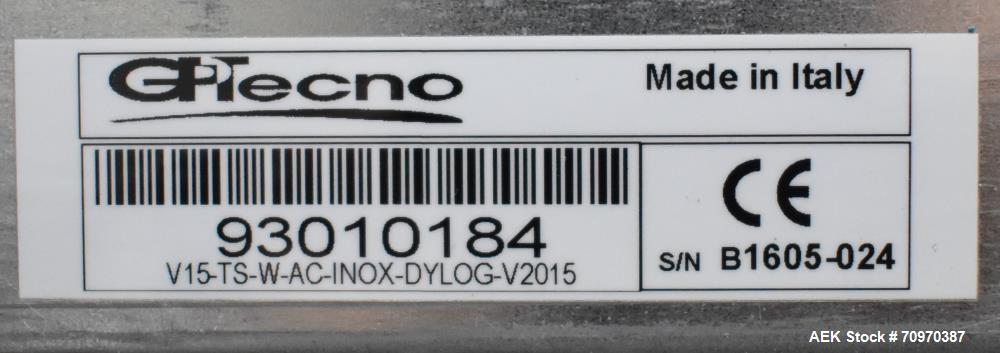 GPTecno
Made in Italy
93010184
V15-TS-W-AC-INOX-DYLOG-V2015
CE
S/N B1605-024
AEK Stock # 70970387